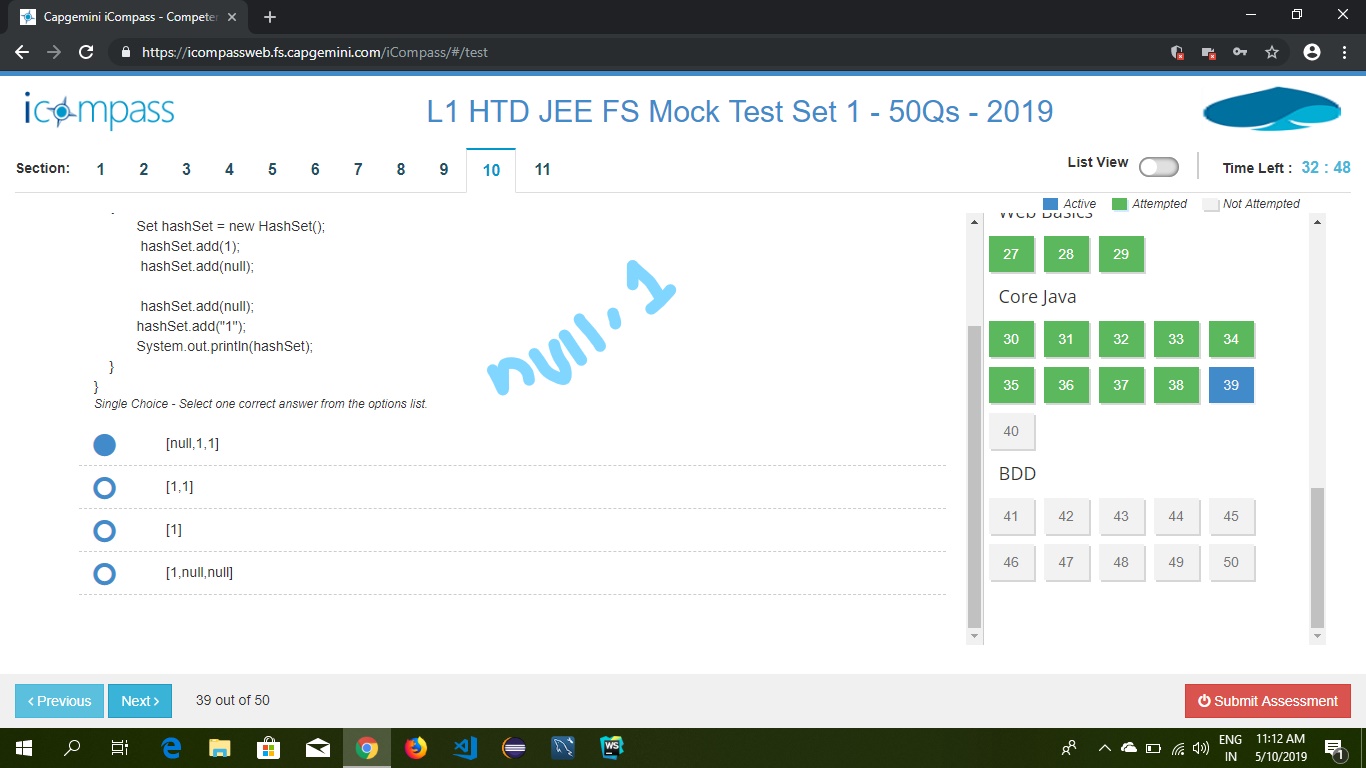 Capgemini iCompass - Competen
https://icompassweb.fs.capgemini.com/iCompass/#/test
icompass
L1 HTD JEE FS Mock Test Set 1 - 50Qs - 2019
Section: 1 2 3 4 5 6 7 8 9 10 11
List View
Time Left : 32 : 48
Active Attempted Not Attempted
Set hashSet = new HashSet();
hashSet.add(1);
hashSet.add(null);
hashSet.add(null);
hashSet.add("1");
System.out.println(hashSet);
}
}
Single Choice - Select one correct answer from the options list.
[null,1,1]
[1,1]
[1]
[1,null,null]
null, 1
Web Basics
27 28 29
Core Java
30 31 32 33 34
35 36 37 38 39
40
BDD
41 42 43 44 45
46 47 48 49 50
< Previous Next > 39 out of 50
Submit Assessment
WS
ENG
IN
11:12 AM
5/10/2019
1